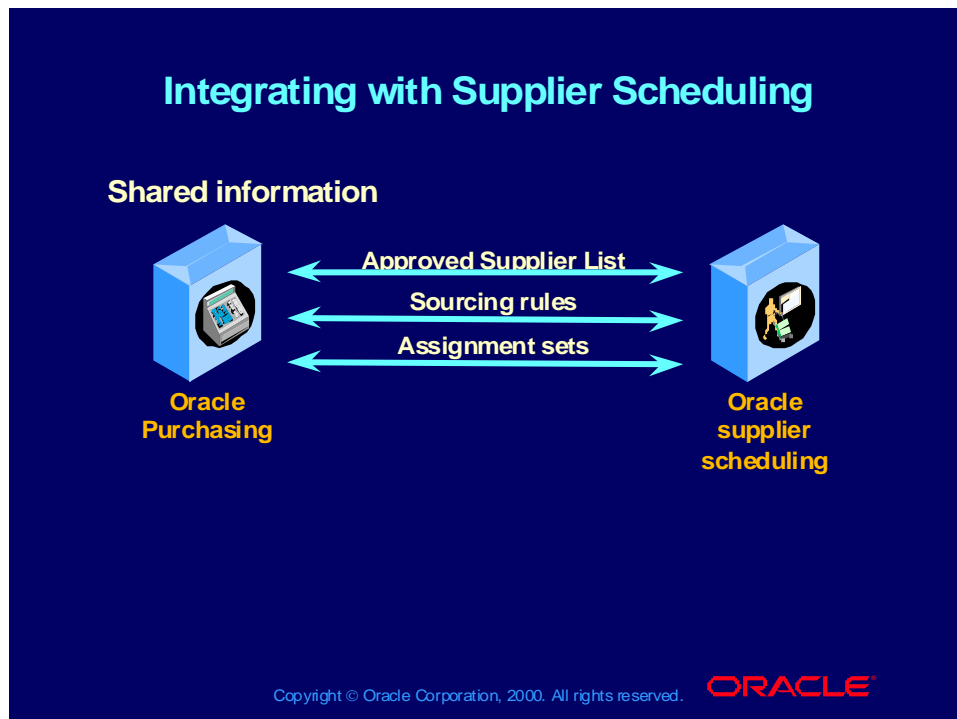 Integrating with Supplier Scheduling
Shared information
Approved Supplier List
Sourcing rules
Assignment sets
Oracle
Purchasing
Oracle
supplier
scheduling
Copyright © Oracle Corporation, 2000. All rights reserved.
ORACLE®